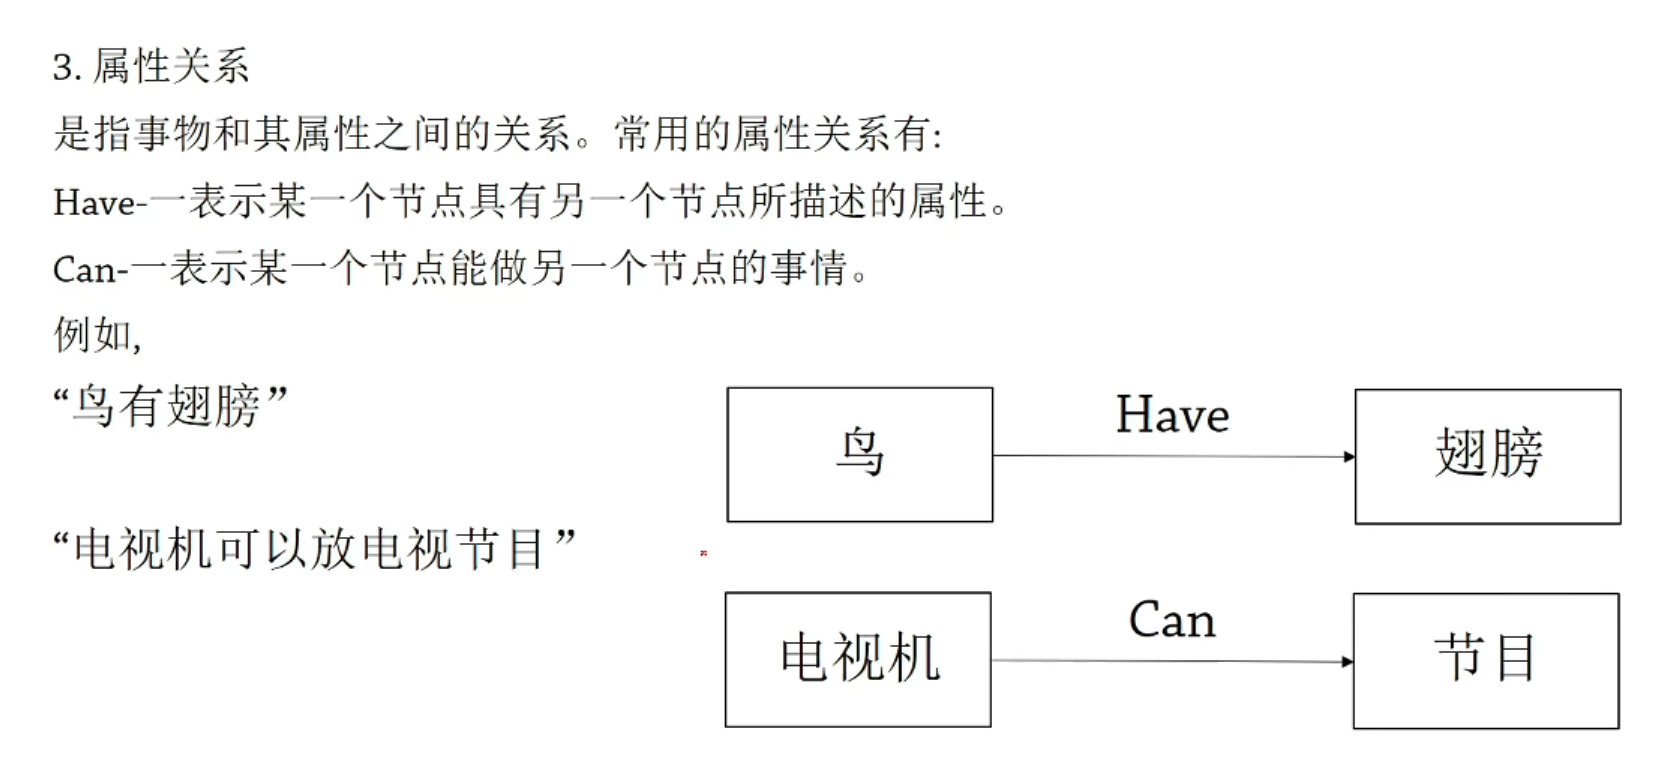 3. 属性关系
是指事物和其属性之间的关系。常用的属性关系有:
Have-一表示某一个节点具有另一个节点所描述的属性。
Can-一表示某一个节点能做另一个节点的事情。
例如,
“鸟有翅膀”
鸟
Have
翅膀
“电视机可以放电视节目”
电视机
Can
节目